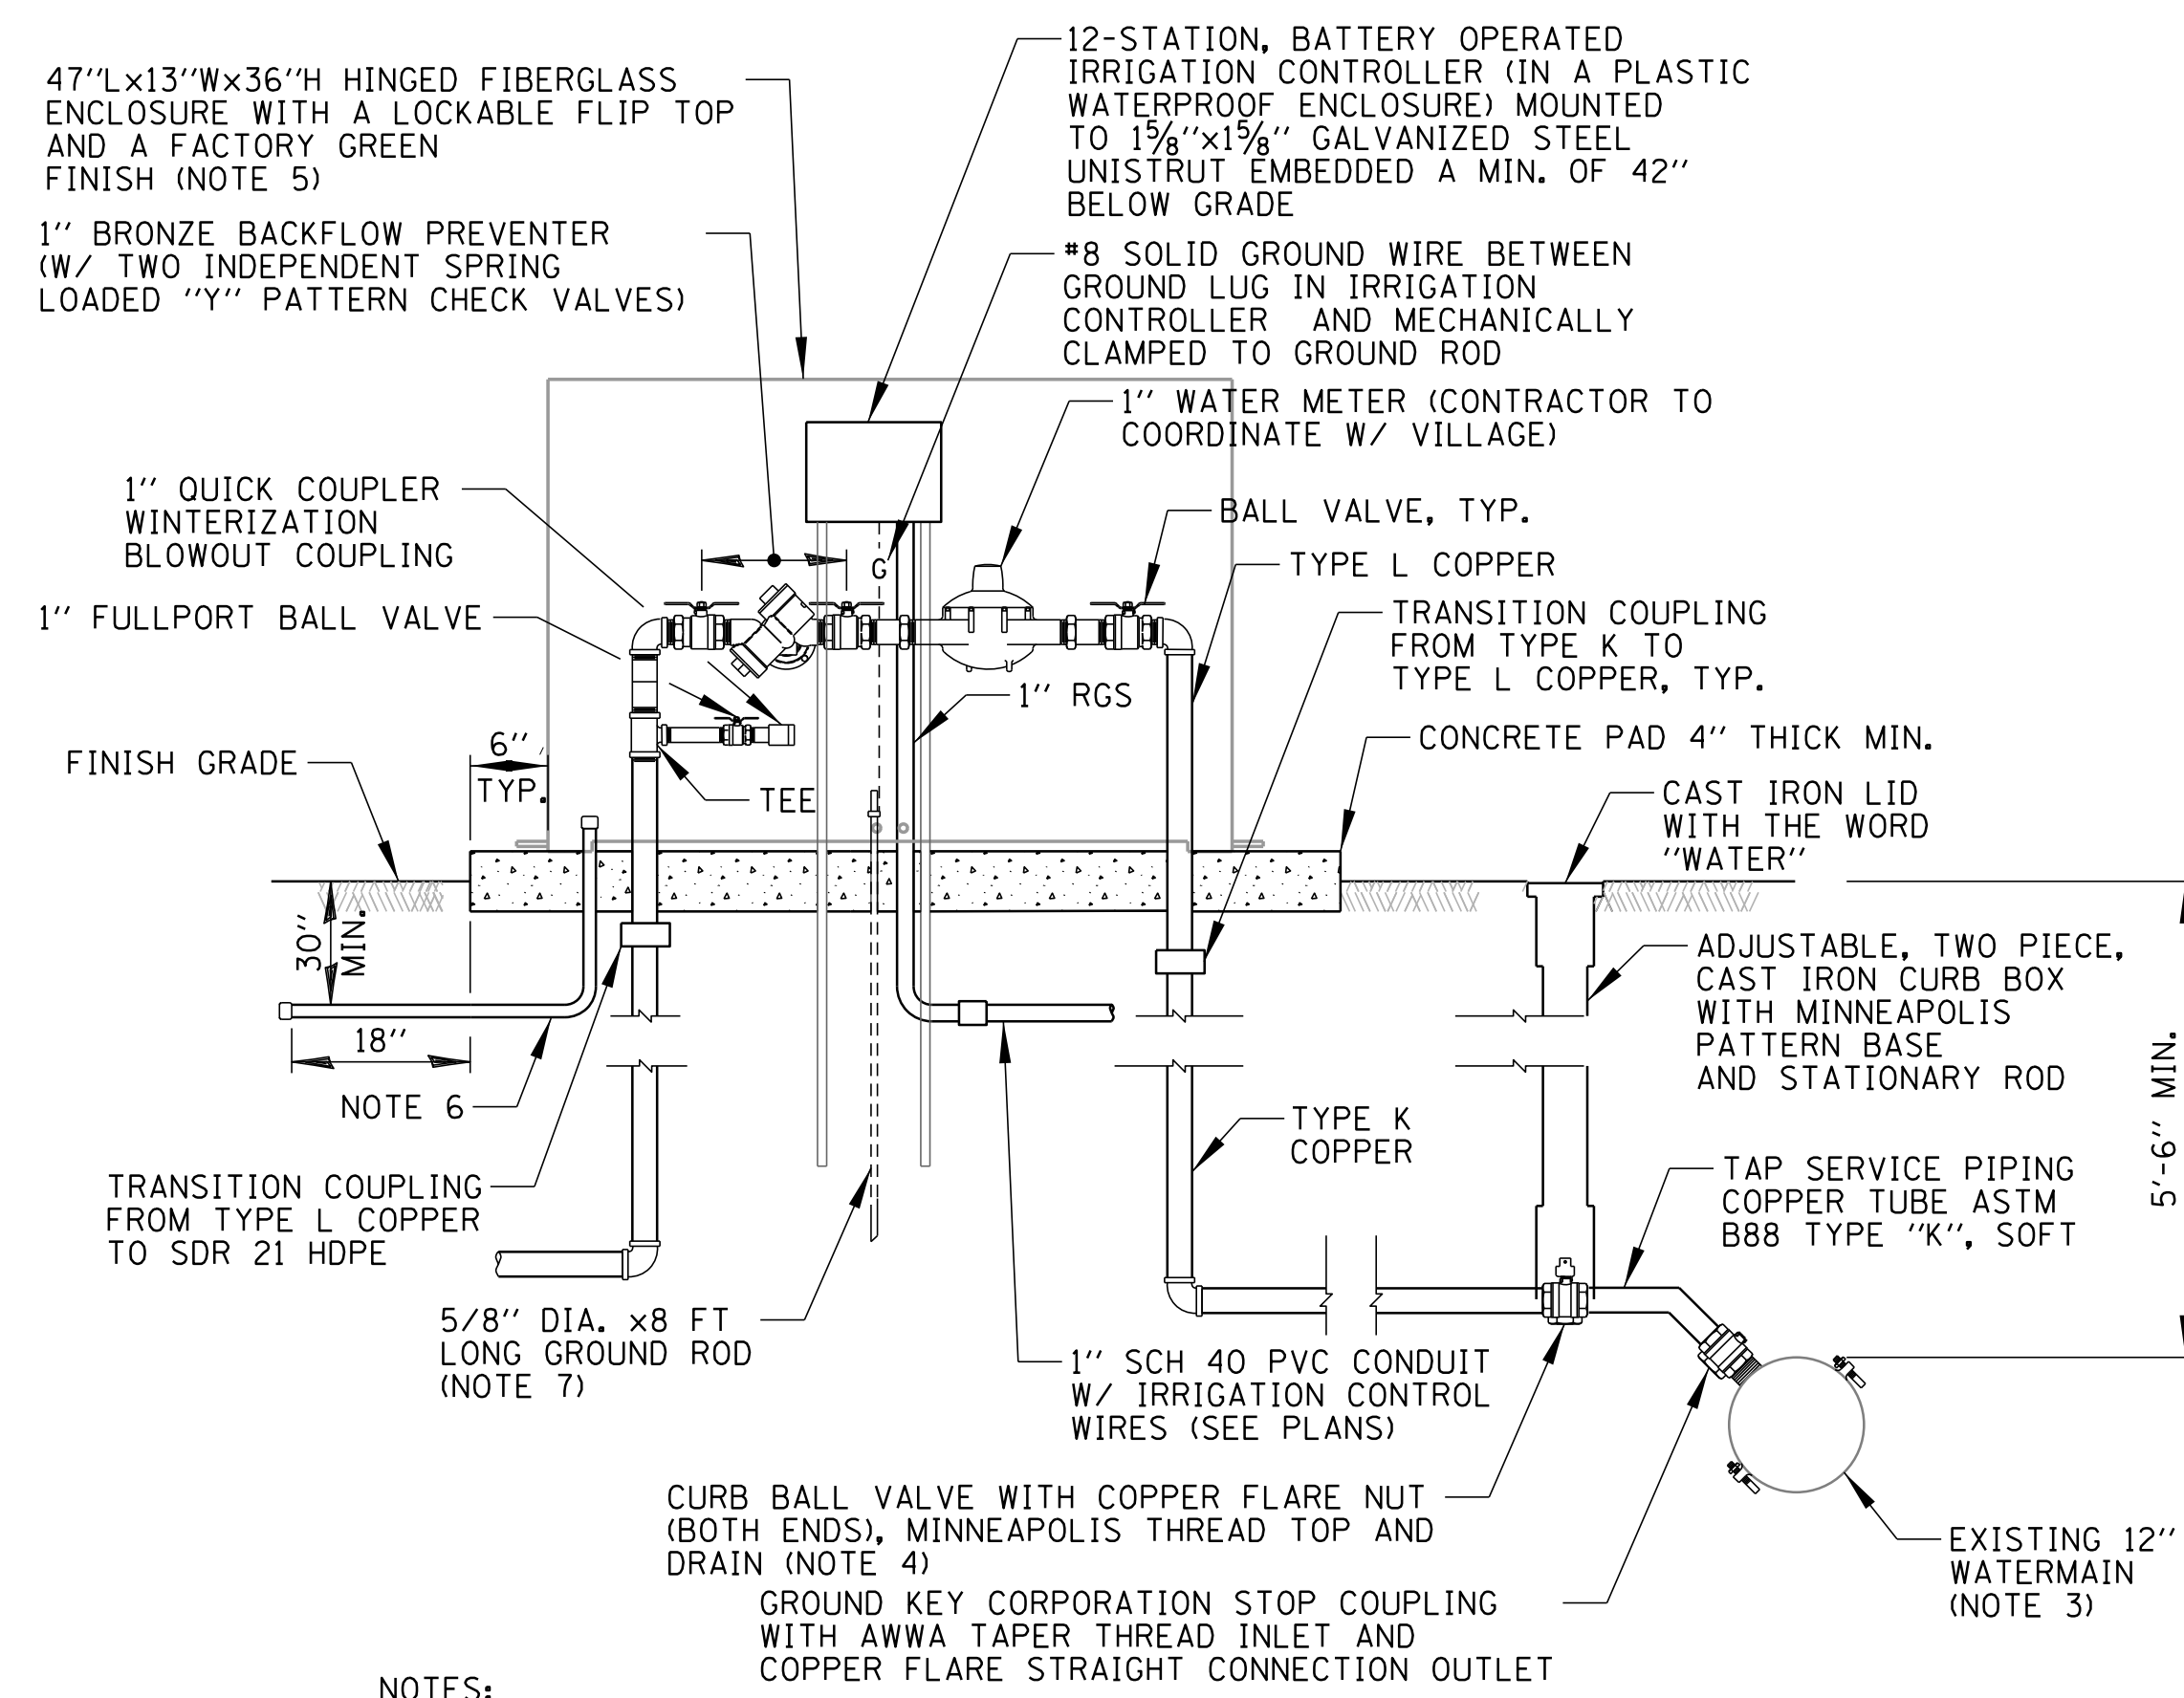 47"Lx13"Wx36"H HINGED FIBERGLASS
ENCLOSURE WITH A LOCKABLE FLIP TOP
AND A FACTORY GREEN
FINISH (NOTE 5)
1" BRONZE BACKFLOW PREVENTER
(W/ TWO INDEPENDENT SPRING
LOADED "Y" PATTERN CHECK VALVES)
12-STATION, BATTERY OPERATED
IRRIGATION CONTROLLER (IN A PLASTIC
WATERPROOF ENCLOSURE) MOUNTED
TO 1⅝"x1⅝" GALVANIZED STEEL
UNISTRUT EMBEDDED A MIN. OF 42"
BELOW GRADE
#8 SOLID GROUND WIRE BETWEEN
GROUND LUG IN IRRIGATION
CONTROLLER AND MECHANICALLY
CLAMPED TO GROUND ROD
1" WATER METER (CONTRACTOR TO
COORDINATE W/ VILLAGE)
1" QUICK COUPLER
WINTERIZATION
BLOWOUT COUPLING
BALL VALVE, TYP.
G
TYPE L COPPER
1" FULLPORT BALL VALVE
TRANSITION COUPLING
FROM TYPE K TO
TYPE L COPPER, TYP.
1" RGS
CONCRETE PAD 4" THICK MIN.
FINISH GRADE
6"
TYP.
TEE
CAST IRON LID
WITH THE WORD
"WATER"
30"
MIN.
18"
ADJUSTABLE, TWO PIECE,
CAST IRON CURB BOX
WITH MINNEAPOLIS
PATTERN BASE
AND STATIONARY ROD
5'-6" MIN.
NOTE 6
TYPE K
COPPER
TRANSITION COUPLING
FROM TYPE L COPPER
TO SDR 21 HDPE
TAP SERVICE PIPING
COPPER TUBE ASTM
B88 TYPE "K", SOFT
5/8" DIA. x8 FT
LONG GROUND ROD
(NOTE 7)
1" SCH 40 PVC CONDUIT
W/ IRRIGATION CONTROL
WIRES (SEE PLANS)
CURB BALL VALVE WITH COPPER FLARE NUT
(BOTH ENDS), MINNEAPOLIS THREAD TOP AND
DRAIN (NOTE 4)
EXISTING 12"
WATERMAIN
(NOTE 3)
GROUND KEY CORPORATION STOP COUPLING
WITH AWWA TAPER THREAD INLET AND
COPPER FLARE STRAIGHT CONNECTION OUTLET
NOTES: